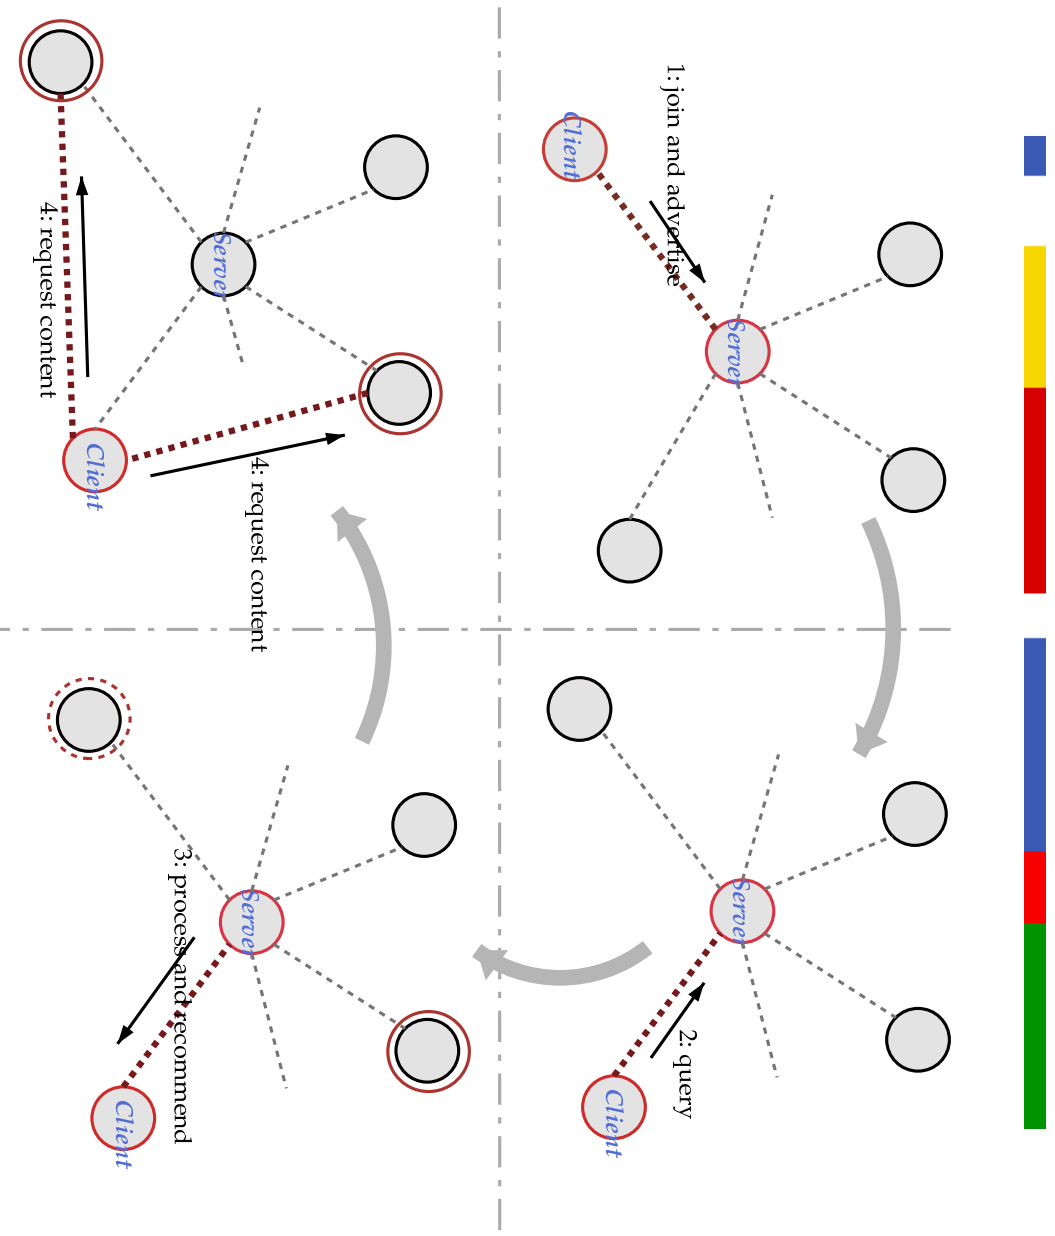 1: join and advertise
Client
Server
2: query
Server
Client
3: process and recommend
Server
Client
4: request content
4: request content
Server
Client